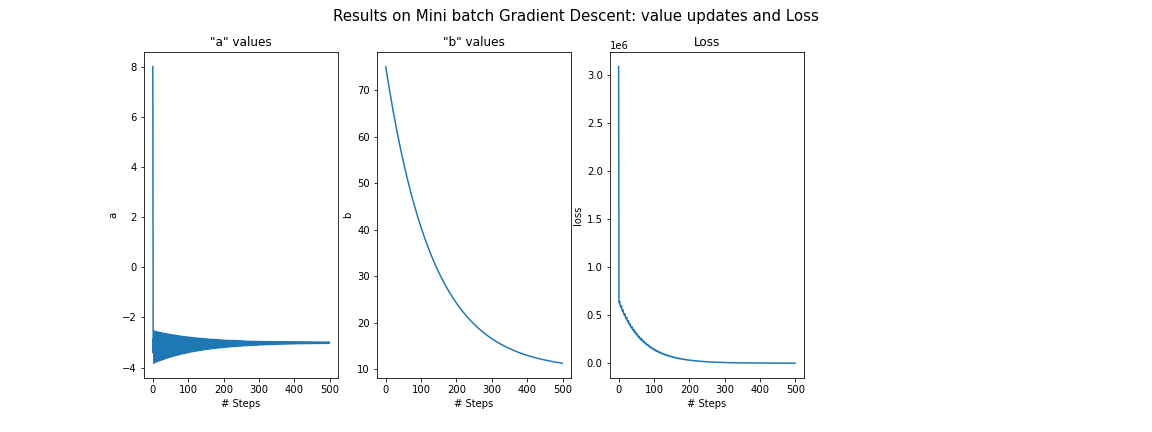 Results on Mini batch Gradient Descent: value updates and Loss
"a" values
8
6
4
2
0
−2
−4
a
0 100 200 300 400 500
# Steps
"b" values
70
60
50
40
30
20
10
b
0 100 200 300 400 500
# Steps
Loss
1e6
3.0
2.5
2.0
1.5
1.0
0.5
0.0
loss
0 100 200 300 400 500
# Steps